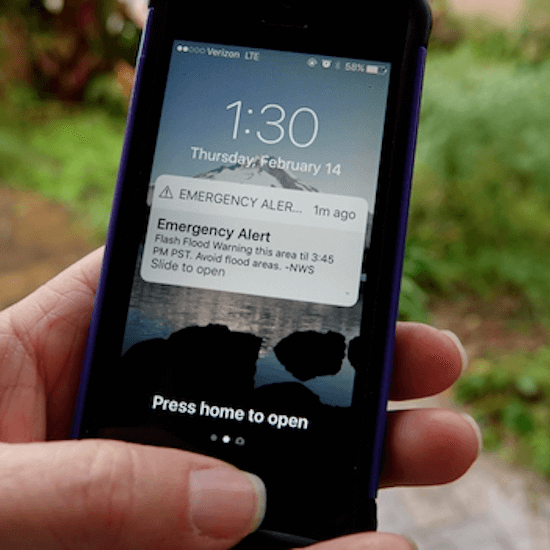 Verizon LTE 58%
1:30
Thursday, February 14
EMERGENCY ALER... 1m ago
Emergency Alert
Flash Flood Warning this area til 3:45
PM PST. Avoid flood areas. -NWS
Slide to open
Press home to open